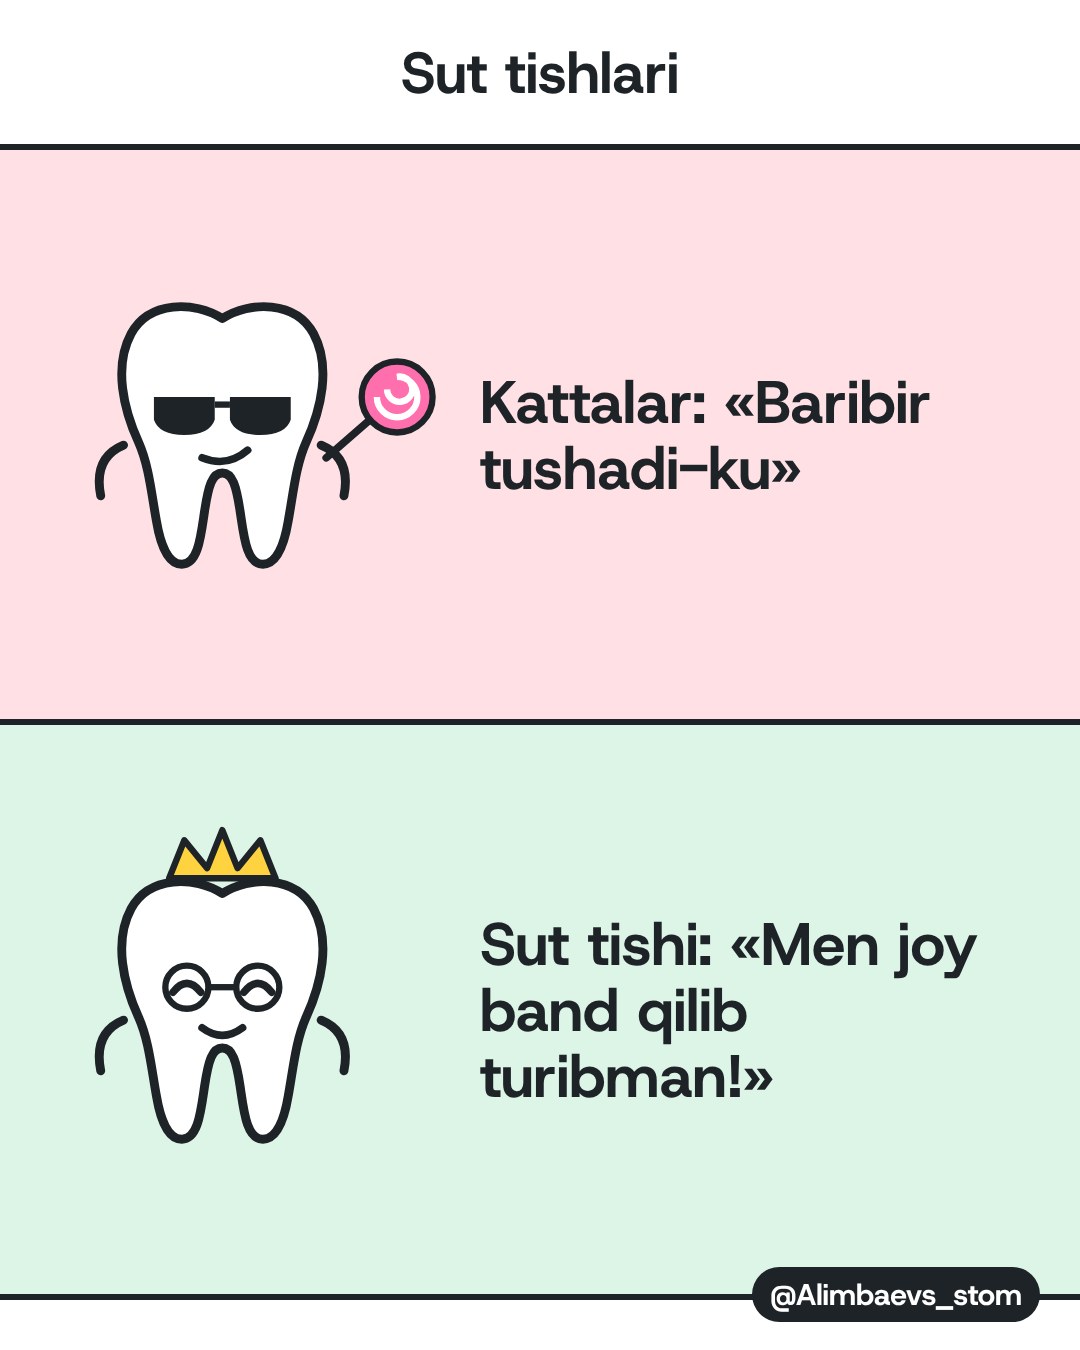 Sut tishlari
Kattalar: «Baribir
tushadi-ku»
Sut tishi: «Men joy
band qilib
turibman!»
@Alimbaevs_stom